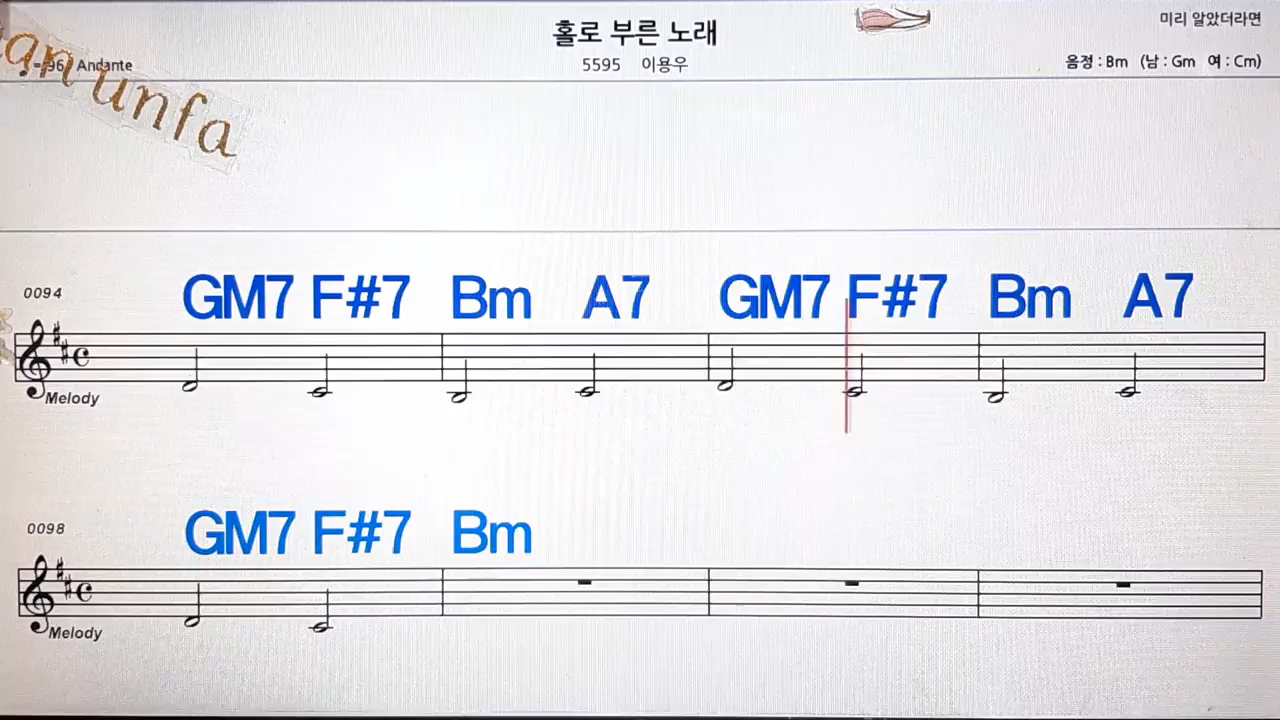 홀로 부른 노래
미리 알았더라면
an unfa
=96 Andante
5595 이용우
음정 : Bm (남 : Gm 여 : Cm)
0094
GM7 F#7 Bm A7 GM7 F#7 Bm A7
Melody
0098
GM7 F#7 Bm
Melody